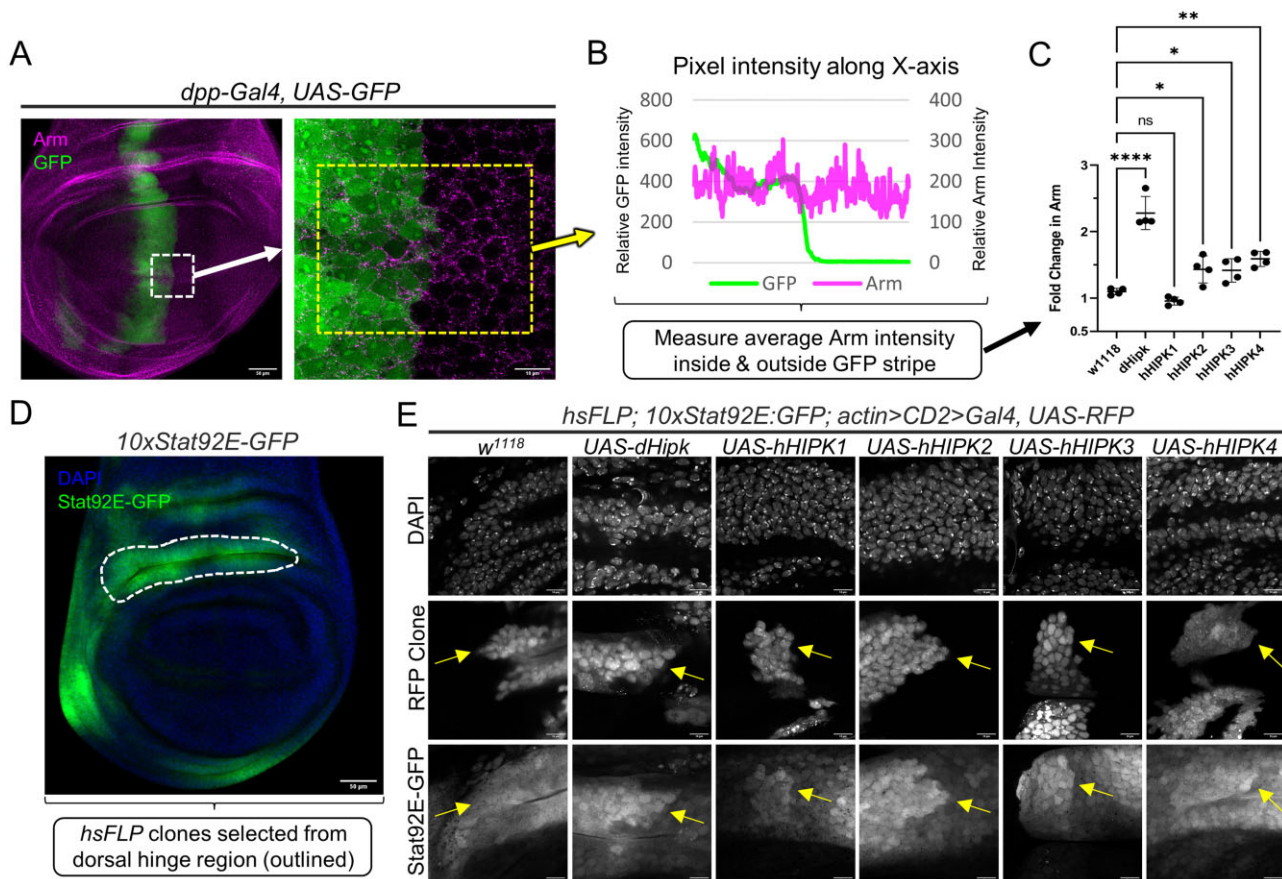 A
dpp-Gal4, UAS-GFP
Arm
GFP
50 µm
10 µm
B
Pixel intensity along X-axis
Relative GFP intensity
800
600
400
200
0
400
300
200
100
0
Relative Arm Intensity
GFP
Arm
Measure average Arm intensity
inside & outside GFP stripe
C
**
*
*
ns
****
Fold Change in Arm
3
2
1
0.5
w1118
dHipk
hHIPK1
hHIPK2
hHIPK3
hHIPK4
D
10xStat92E-GFP
DAPI
Stat92E-GFP
50 µm
hsFLP clones selected from
dorsal hinge region (outlined)
E
hsFLP; 10xStat92E:GFP; actin>CD2>Gal4, UAS-RFP
w1118 UAS-dHipk UAS-hHIPK1 UAS-hHIPK2 UAS-hHIPK3 UAS-hHIPK4
DAPI
RFP Clone
Stat92E-GFP